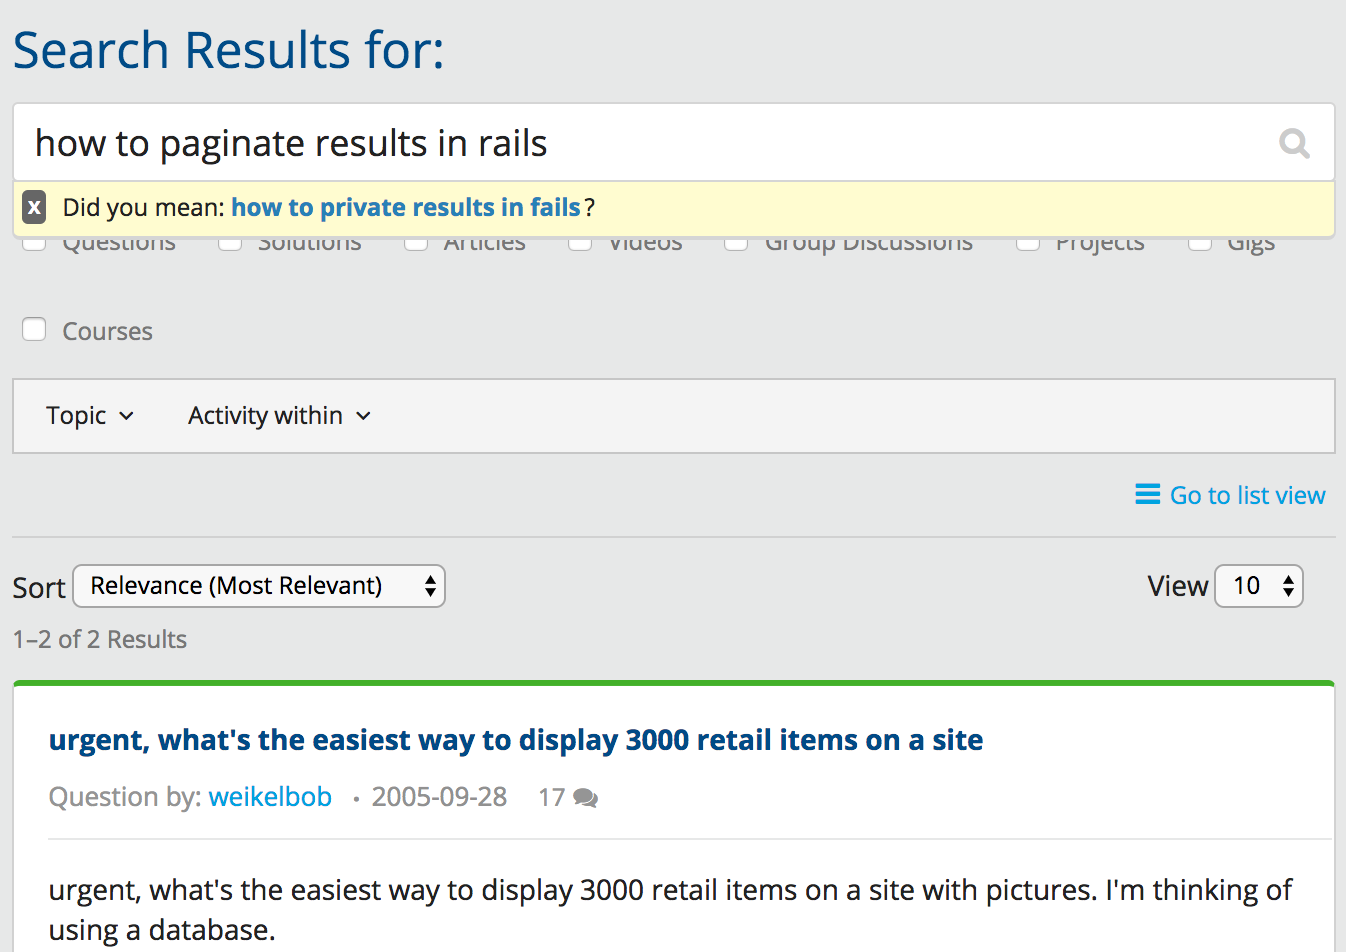 Search Results for:
how to paginate results in rails
x Did you mean: how to private results in fails?
Questions Solutions Articles Videos Group Discussions Projects Gigs
Courses
Topic Activity within
Go to list view
Sort Relevance (Most Relevant) View 10
1–2 of 2 Results
urgent, what's the easiest way to display 3000 retail items on a site
Question by: weikelbob · 2005-09-28 17
urgent, what's the easiest way to display 3000 retail items on a site with pictures. I'm thinking of
using a database.